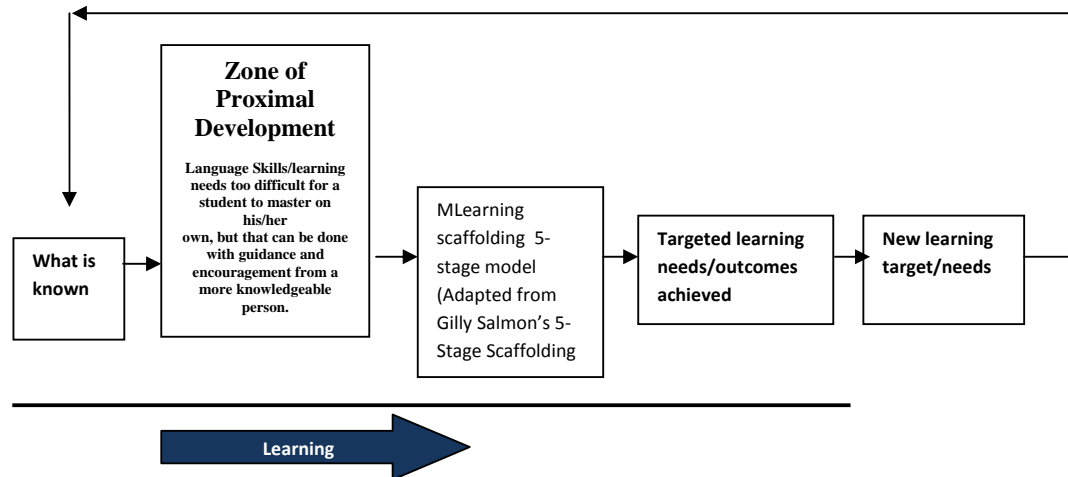 Zone of
Proximal
Development
Language Skills/learning
needs too difficult for a
student to master on
his/her
own, but that can be done
with guidance and
encouragement from a
more knowledgeable
person.
What is
known
MLearning
scaffolding 5-
stage model
(Adapted from
Gilly Salmon’s 5-
Stage Scaffolding
Targeted learning
needs/outcomes
achieved
New learning
target/needs
Learning